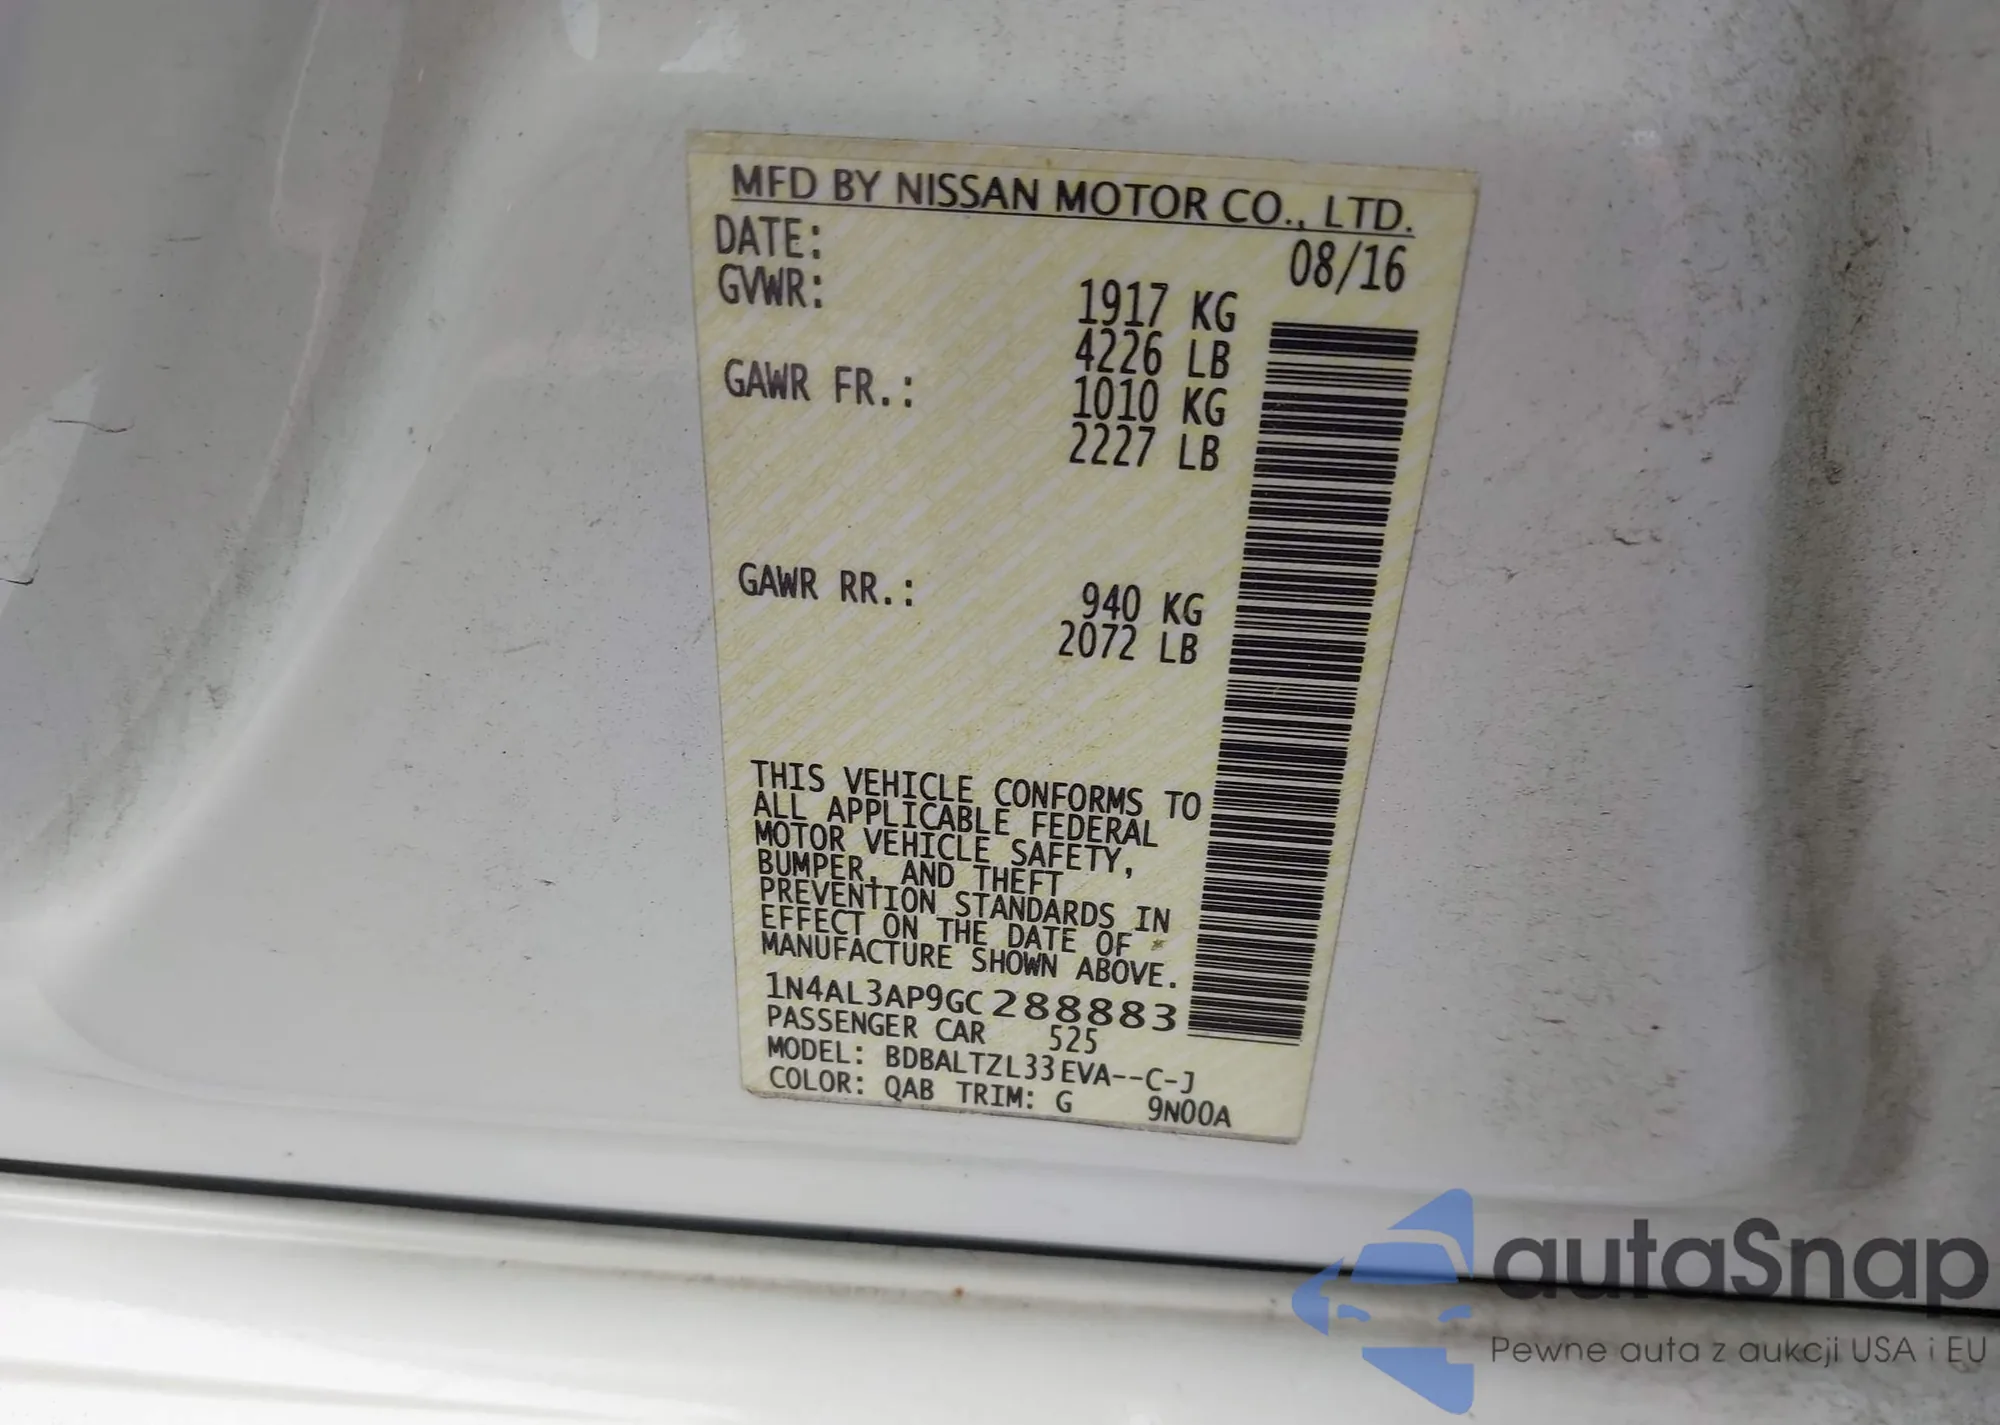 MFD BY NISSAN MOTOR CO., LTD.
DATE: 08/16
GVWR: 1917 KG
4226 LB
GAWR FR.: 1010 KG
2227 LB
GAWR RR.: 940 KG
2072 LB
THIS VEHICLE CONFORMS TO
ALL APPLICABLE FEDERAL
MOTOR VEHICLE SAFETY,
BUMPER, AND THEFT
PREVENTION STANDARDS IN
EFFECT ON THE DATE OF
MANUFACTURE SHOWN ABOVE.
1N4AL3AP9GC288883
PASSENGER CAR 525
MODEL: BDBALTZL33EVA--C-J
COLOR: QAB TRIM: G 9N00A
autaSnap
Pewne auta z aukcji USA i EU